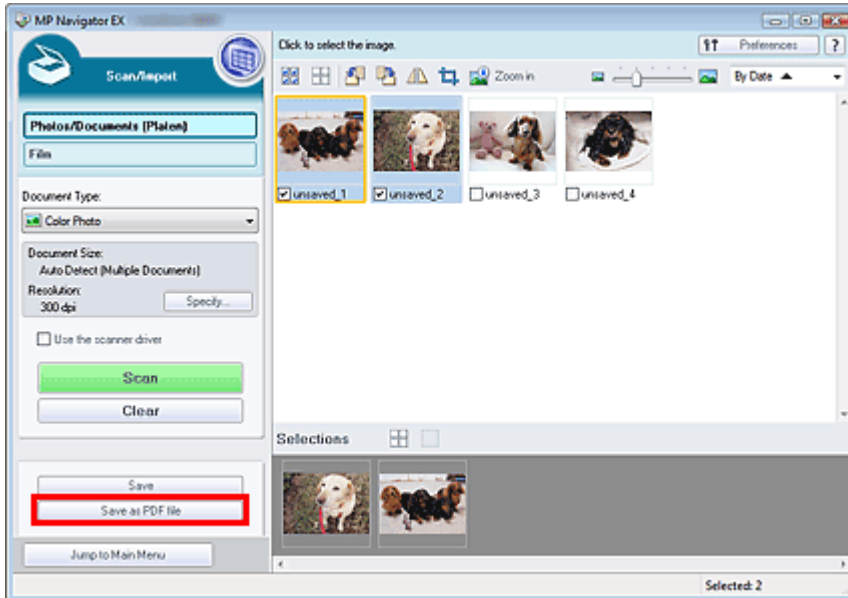 MP Navigator EX
Scan/Import
Photos/Documents (Platen)
Film
Document Type:
Color Photo
Document Size:
Auto Detect (Multiple Documents)
Resolution:
300 dpi
Specify...
Use the scanner driver
Scan
Clear
Save
Save as PDF file
Jump to Main Menu
Click to select the image.
Preferences
?
Zoom in
By Date
unsaved_1
unsaved_2
unsaved_3
unsaved_4
Selections
Selected: 2